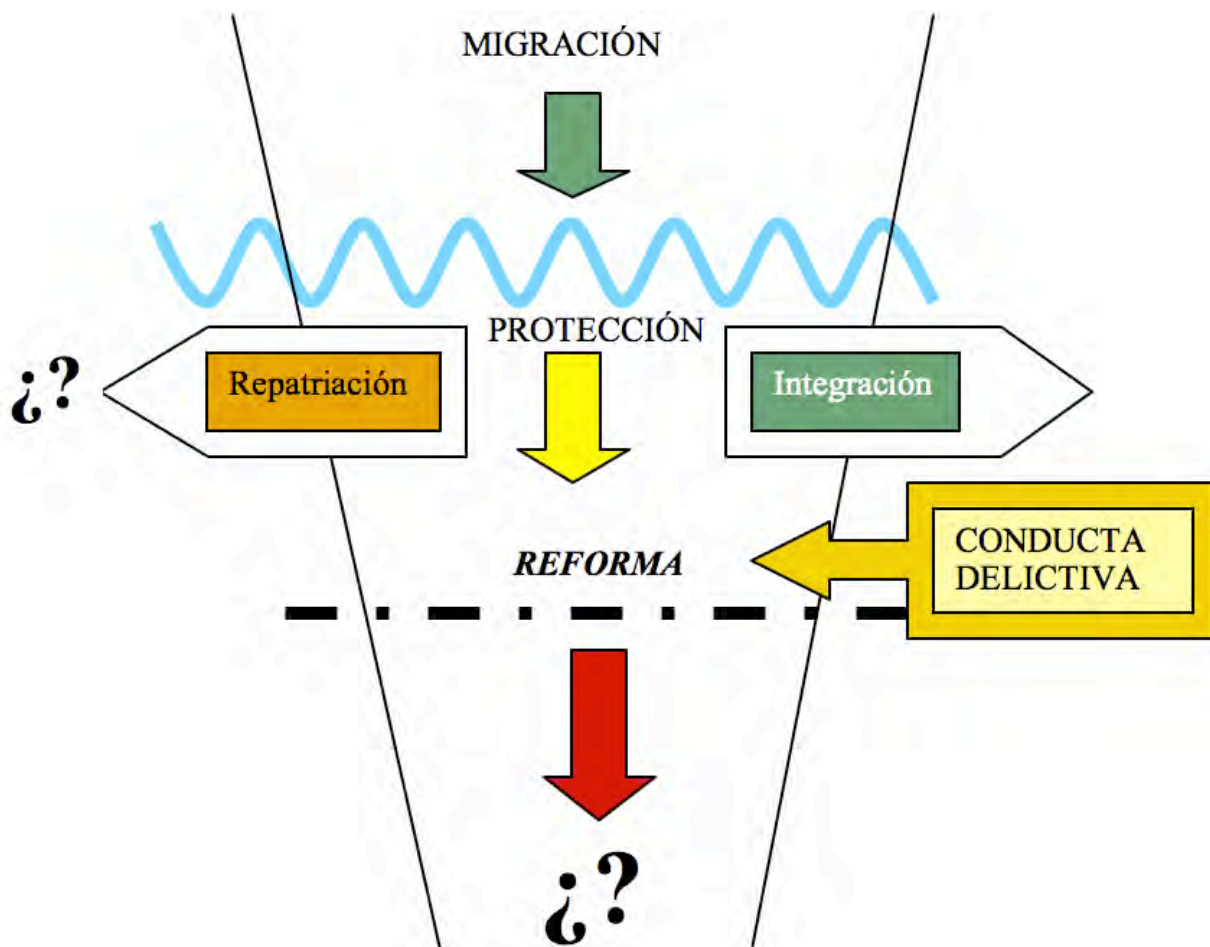 MIGRACIÓN
PROTECCIÓN
¿?
Repatriación
Integración
REFORMA
CONDUCTA
DELICTIVA
¿?